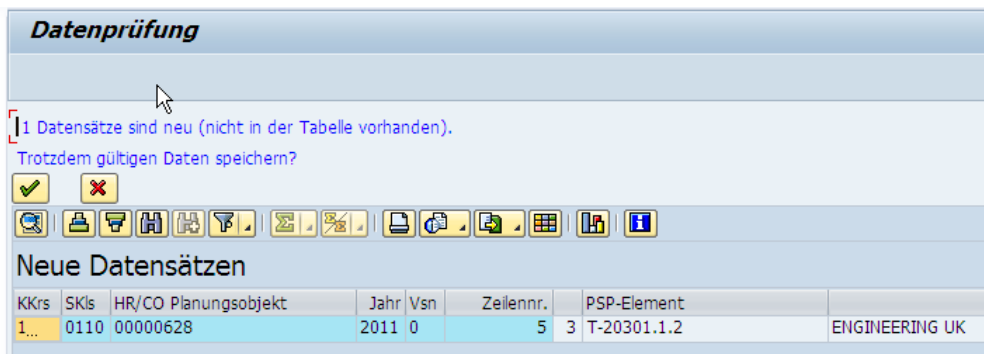 Datenprüfung
1 Datensätze sind neu (nicht in der Tabelle vorhanden).
Trotzdem gültigen Daten speichern?
Neue Datensätzen
KKrs SKls HR/CO Planungsobjekt Jahr Vsn Zeilennr. PSP-Element
1... 0110 00000628 2011 0 5 3 T-20301.1.2 ENGINEERING UK